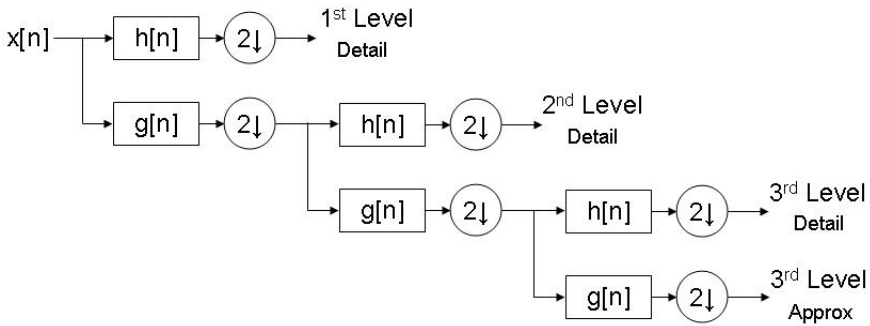 x[n]
h[n]
2↓
1st Level
Detail
g[n]
2↓
h[n]
2↓
2nd Level
Detail
g[n]
2↓
h[n]
2↓
3rd Level
Detail
g[n]
2↓
3rd Level
Approx